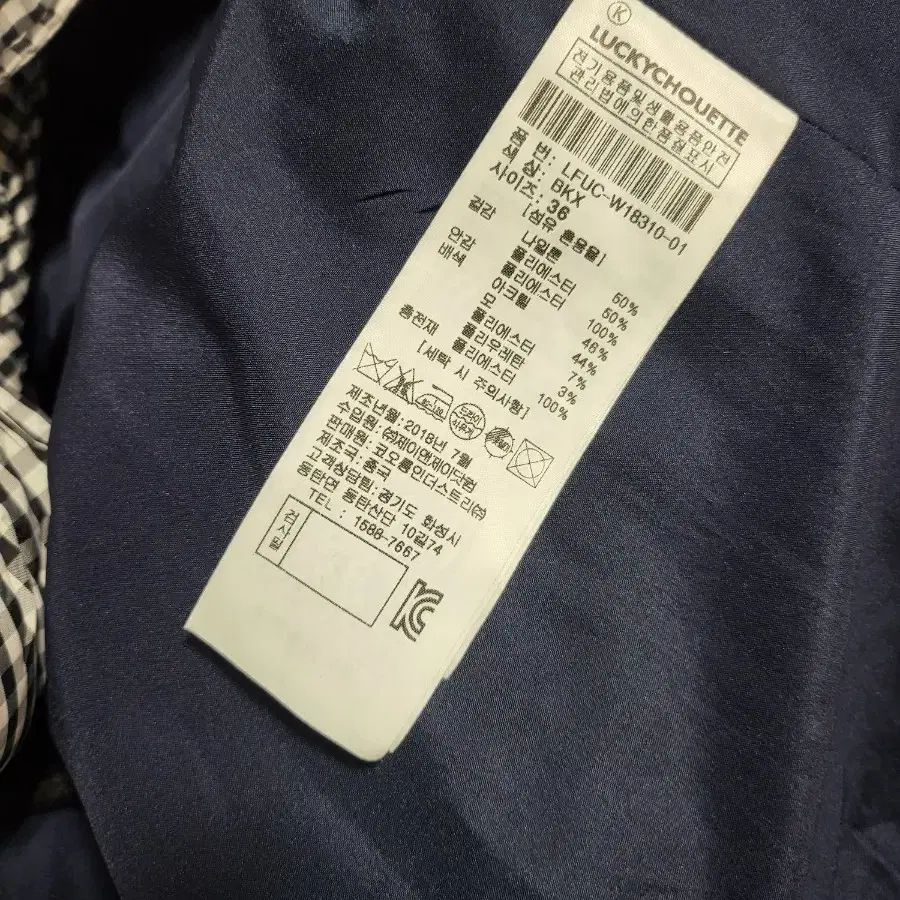 K
LUCKYCHOUETTE
전기용품및생활용품안전
관리법에의한품질표시
품 번: LFUC-W18310-01
색 상: BKX
사이즈: 36
[섬유 혼용율]
겉감 나일론 50%
폴리에스터 50%
안감 폴리에스터 100%
배색 아크릴 46%
모 44%
폴리에스터 7%
폴리우레탄 3%
충전재 폴리에스터 100%
[세탁 시 주의사항]
드라이
제조년월: 2018년 7월
수입원: ㈜제이앤제이닷컴
판매원: 코오롱인더스트리㈜
제조국: 중국
고객상담팀: 경기도 화성시
동탄면 동탄산단 10길74
TEL : 1588-7667
검사필